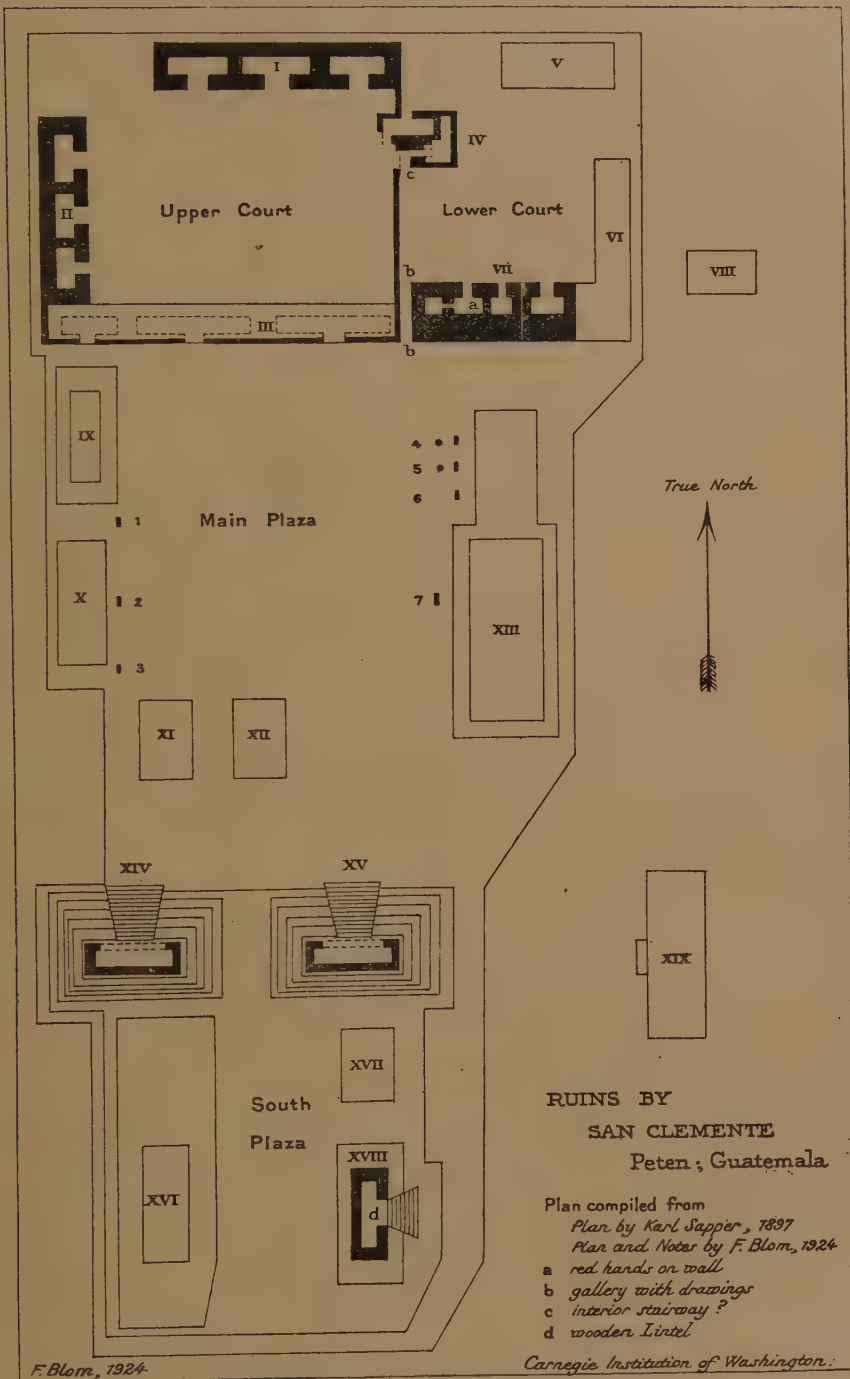 I
V
IV
c
II
Upper Court
Lower Court
VI
b
VII
VIII
a
III
b
IX
4
5
6
True North
1
Main Plaza
X
2
7
XIII
3
XI
XII
XIV
XV
XIX
XVII
South
Plaza
RUINS BY
SAN CLEMENTE
Peten; Guatemala
XVIII
XVI
d
Plan compiled from
Plan by Karl Sapper, 1897
Plan and Notes by F. Blom, 1924
a red hands on wall
b gallery with drawings
c interior stairway ?
d wooden Lintel
F. Blom, 1924
Carnegie Institution of Washington.